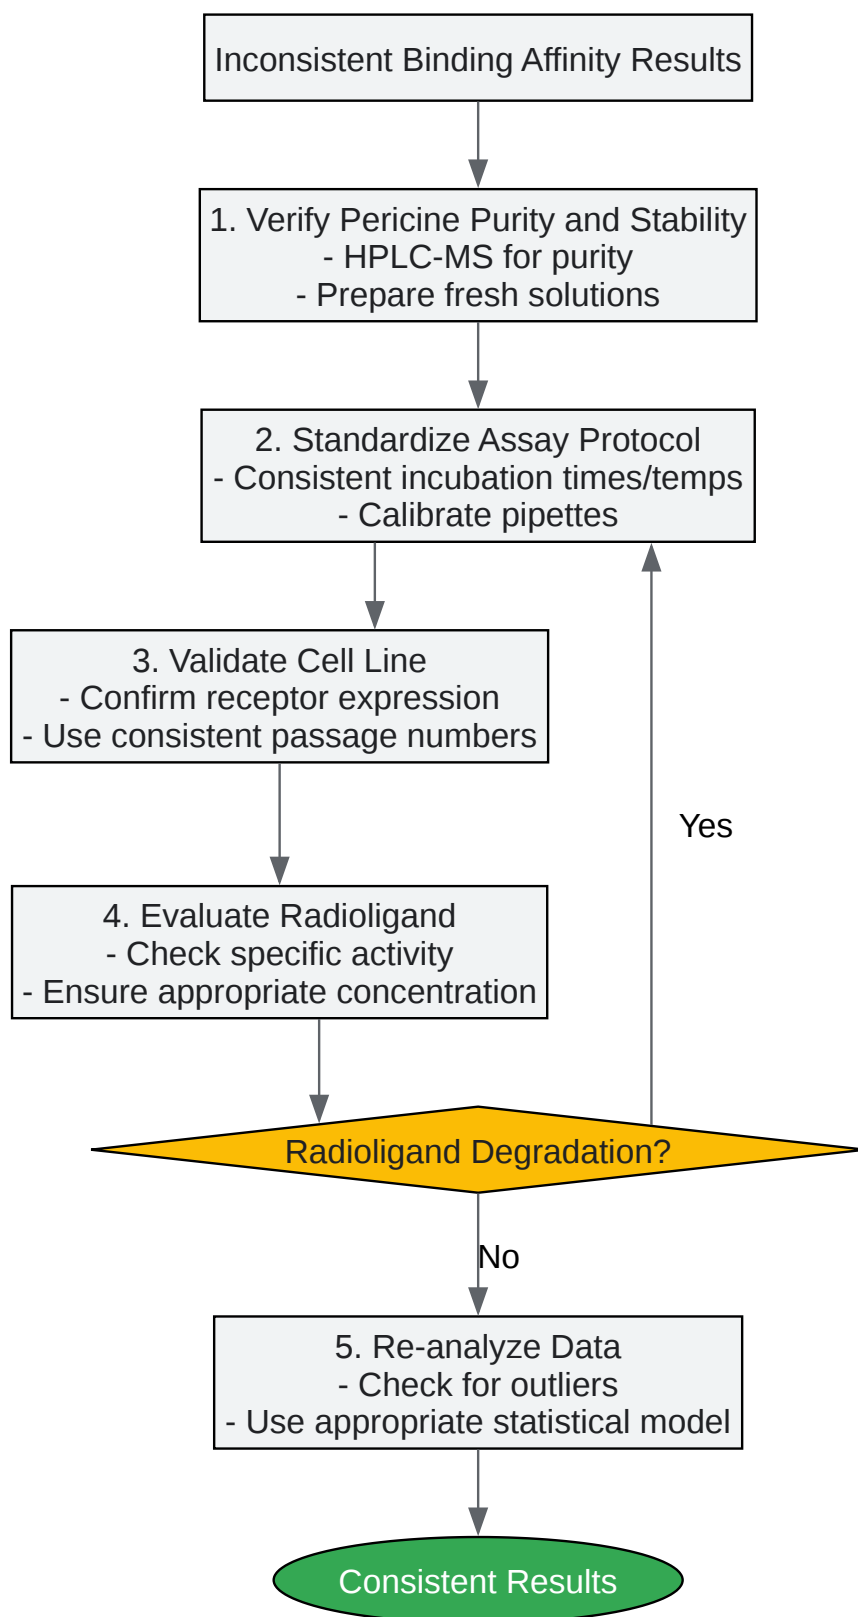 Inconsistent Binding Affinity Results
1. Verify Pericine Purity and Stability
- HPLC-MS for purity
- Prepare fresh solutions
2. Standardize Assay Protocol
- Consistent incubation times/temps
- Calibrate pipettes
3. Validate Cell Line
- Confirm receptor expression
- Use consistent passage numbers
Yes
4. Evaluate Radioligand
- Check specific activity
- Ensure appropriate concentration
Radioligand Degradation?
No
5. Re-analyze Data
- Check for outliers
- Use appropriate statistical model
Consistent Results